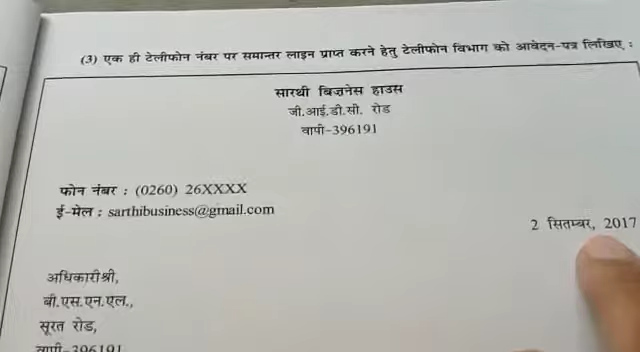 (3) एक ही टेलीफोन नंबर पर समान्तर लाइन प्राप्त करने हेतु टेलीफोन विभाग को आवेदन-पत्र लिखिए :
सारथी बिज़नेस हाउस
जी.आई.डी.सी. रोड
वापी-396191
फोन नंबर : (0260) 26XXXX
ई-मेल : sarthibusiness@gmail.com
2 सितम्बर, 2017
अधिकारीश्री,
बी.एस.एन.एल.,
सूरत रोड,
वापी-396191